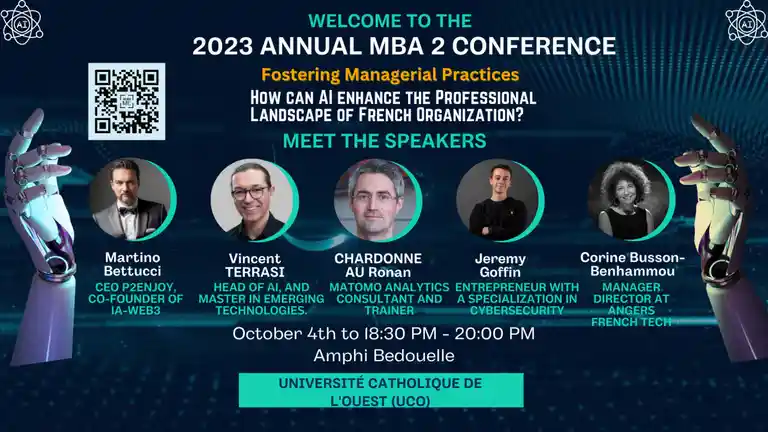 AI
AI
WELCOME TO THE
2023 ANNUAL MBA 2 CONFERENCE
Fostering Managerial Practices
HOW CAN AI ENHANCE THE PROFESSIONAL
LANDSCAPE OF FRENCH ORGANIZATION?
MEET THE SPEAKERS
Martino
Bettucci
CEO P2ENJOY,
CO-FOUNDER OF
IA-WEB3
Vincent
TERRASI
HEAD OF AI, AND
MASTER IN EMERGING
TECHNOLOGIES.
CHARDONNE
AU Ronan
MATOMO ANALYTICS
CONSULTANT AND
TRAINER
Jeremy
Goffin
ENTREPRENEUR WITH
A SPECIALIZATION IN
CYBERSECURITY
Corine Busson-
Benhammou
MANAGER
DIRECTOR AT
ANGERS
FRENCH TECH
October 4th to 18:30 PM - 20:00 PM
Amphi Bedouelle
UNIVERSITÉ CATHOLIQUE DE
L'OUEST (UCO)